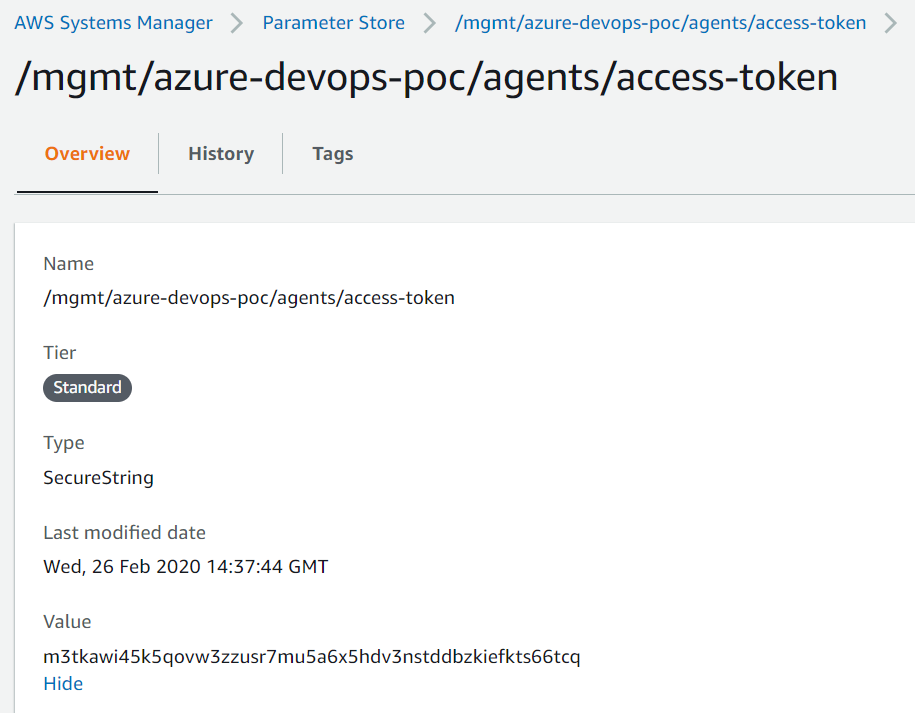 AWS Systems Manager > Parameter Store > /mgmt/azure-devops-poc/agents/access-token >
/mgmt/azure-devops-poc/agents/access-token
Overview History Tags
Name
/mgmt/azure-devops-poc/agents/access-token
Tier
Standard
Type
SecureString
Last modified date
Wed, 26 Feb 2020 14:37:44 GMT
Value
m3tkawi45k5qovw3zzusr7mu5a6x5hdv3nstddbzkiefkts66tcq
Hide